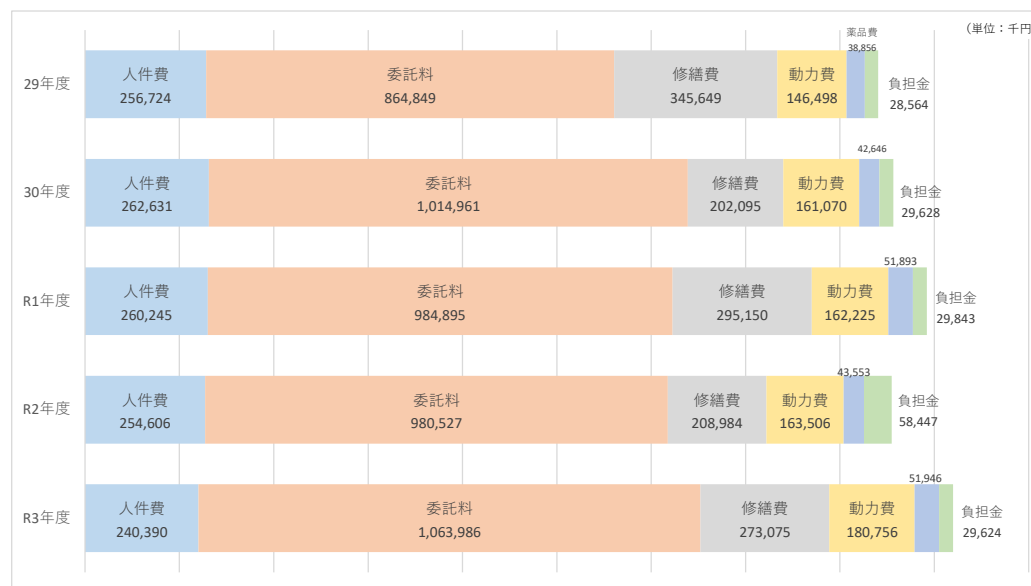 （単位：千円
薬品費
38,856
29年度
人件費
256,724
委託料
864,849
修繕費
345,649
動力費
146,498
負担金
28,564
42,646
30年度
人件費
262,631
委託料
1,014,961
修繕費
202,095
動力費
161,070
負担金
29,628
51,893
R1年度
人件費
260,245
委託料
984,895
修繕費
295,150
動力費
162,225
負担金
29,843
43,553
R2年度
人件費
254,606
委託料
980,527
修繕費
208,984
動力費
163,506
負担金
58,447
51,946
R3年度
人件費
240,390
委託料
1,063,986
修繕費
273,075
動力費
180,756
負担金
29,624